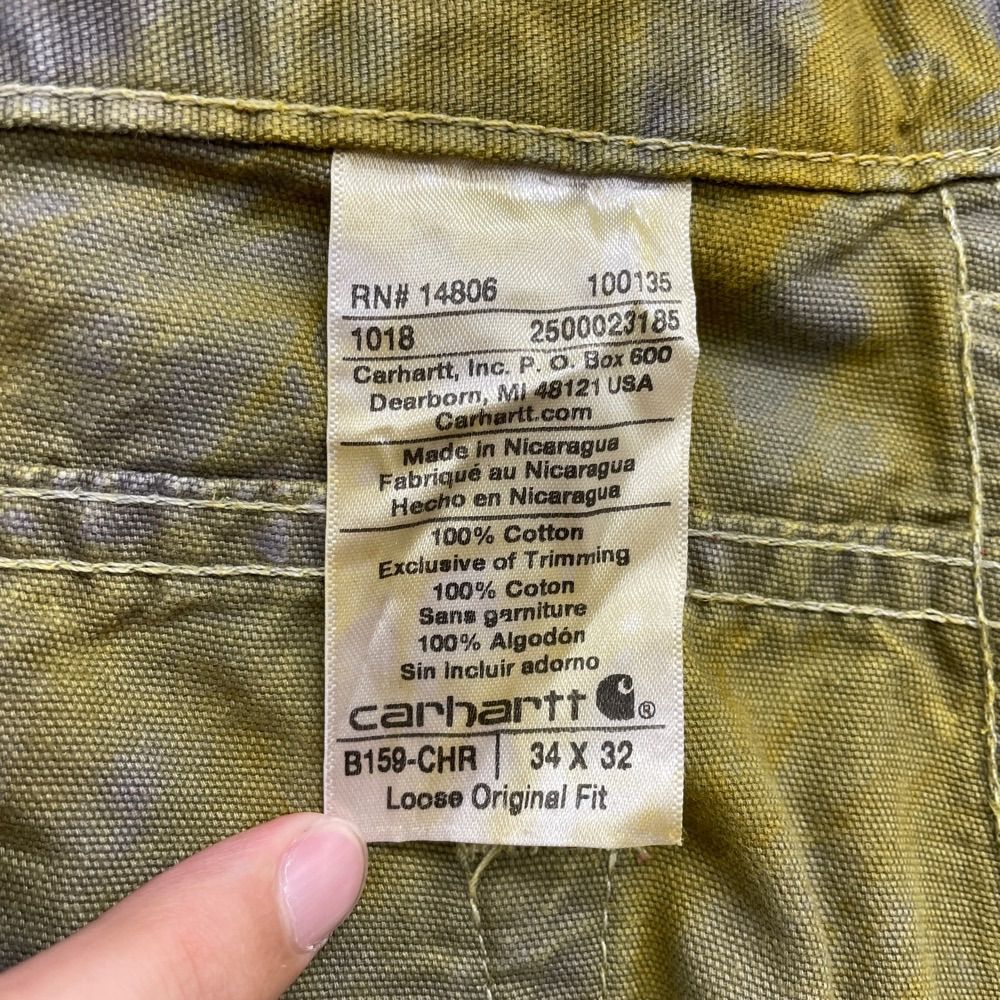 RN# 14806 100135
1018 2500023185
Carhartt, Inc. P. O. Box 600
Dearborn, MI 48121 USA
Carhartt.com
Made in Nicaragua
Fabriqué au Nicaragua
Hecho en Nicaragua
100% Cotton
Exclusive of Trimming
100% Coton
Sans garniture
100% Algodón
Sin Incluir adorno
carhartt ®
B159-CHR | 34 X 32
Loose Original Fit